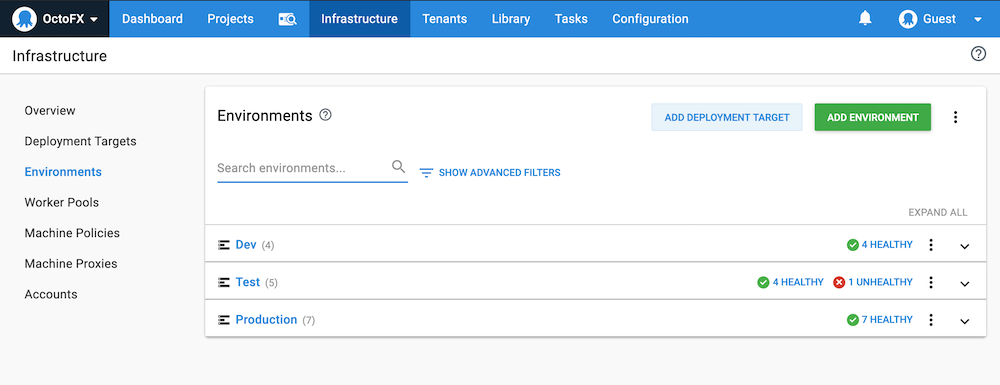 OctoFX Dashboard Projects Infrastructure Tenants Library Tasks Configuration Guest
Infrastructure
Overview
Deployment Targets
Environments
Worker Pools
Machine Policies
Machine Proxies
Accounts
Environments ADD DEPLOYMENT TARGET ADD ENVIRONMENT
Search environments... SHOW ADVANCED FILTERS
EXPAND ALL
Dev (4) 4 HEALTHY
Test (5) 4 HEALTHY 1 UNHEALTHY
Production (7) 7 HEALTHY